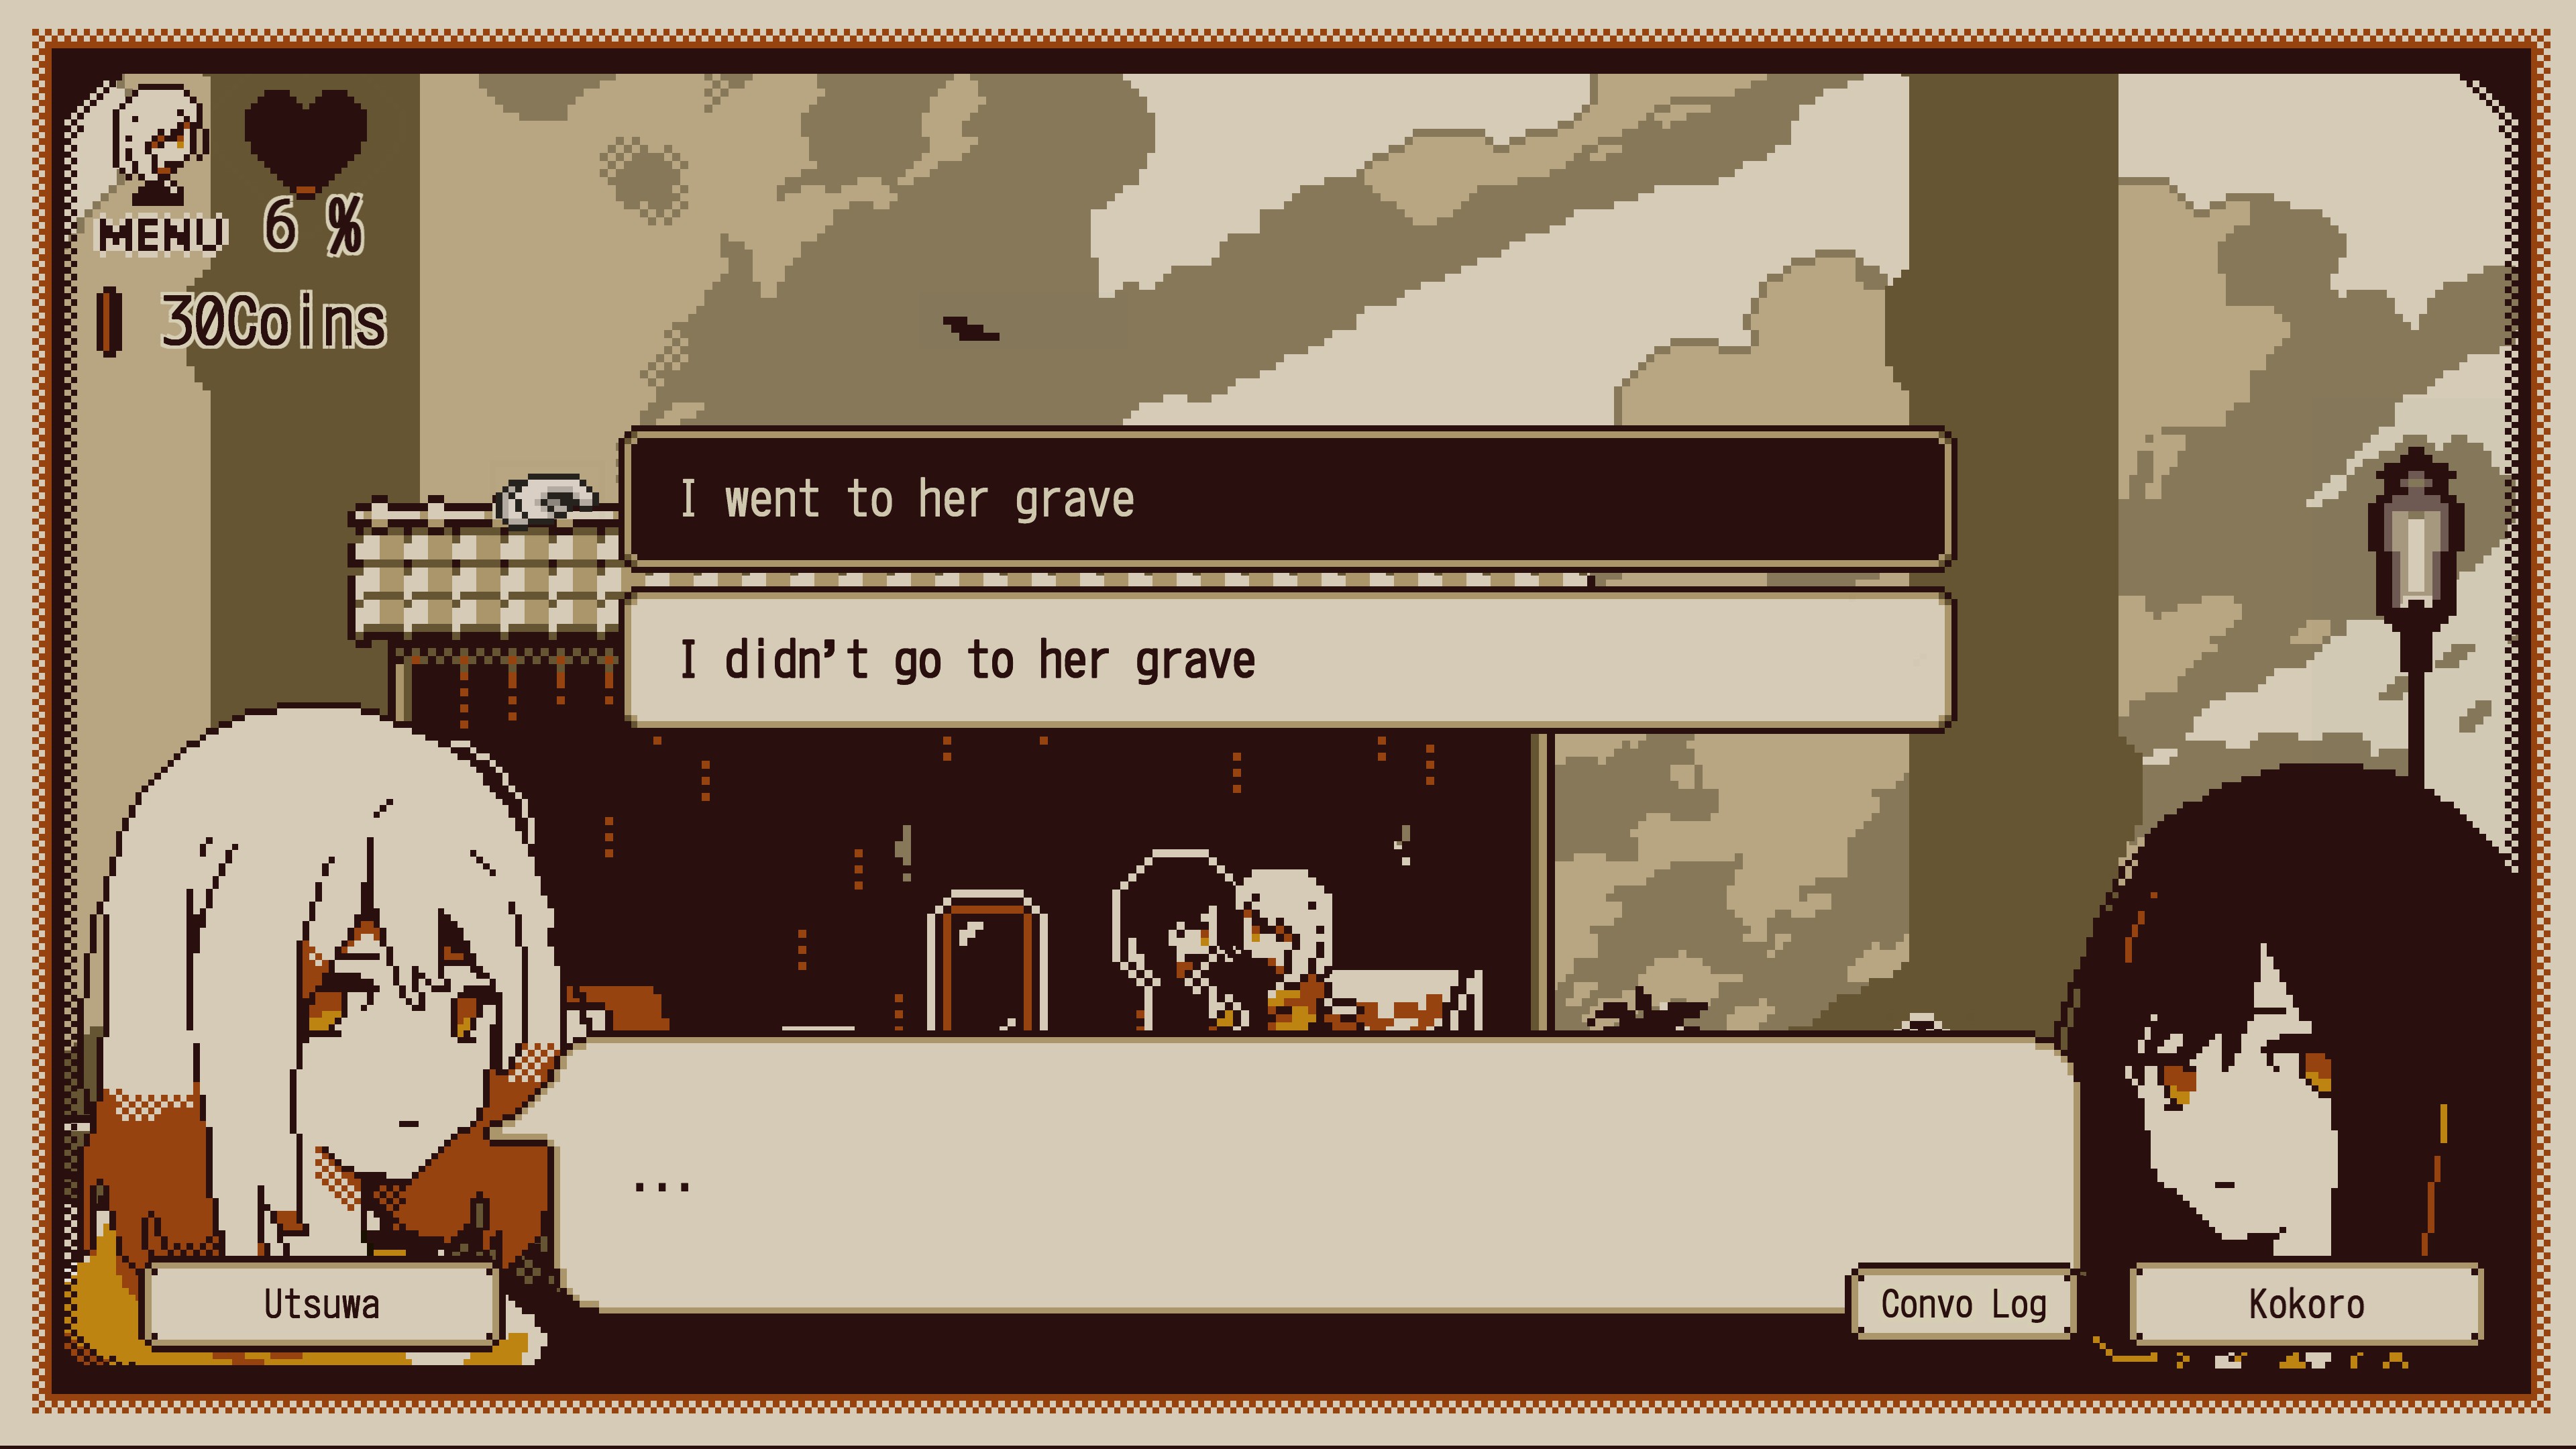 MENU
6 %
30Coins
I went to her grave
I didn't go to her grave
...
Utsuwa
Convo Log
Kokoro